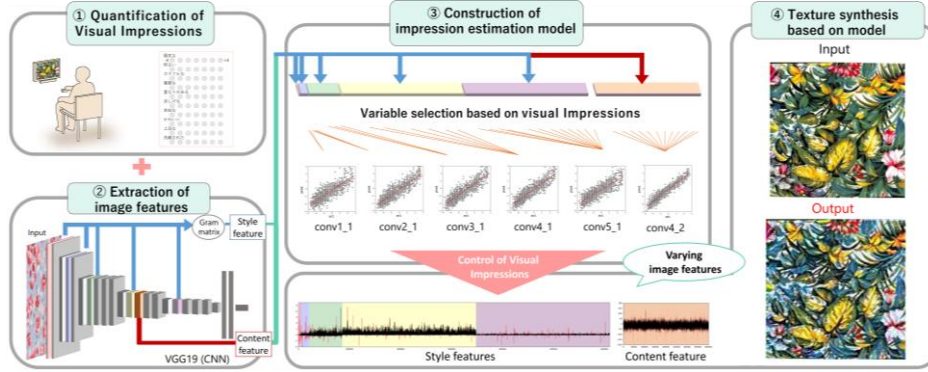 ① Quantification of
Visual Impressions
② Extraction of
image features
Input
Gram
matrix
Style
feature
Content
feature
VGG19 (CNN)
③ Construction of
impression estimation model
Variable selection based on visual Impressions
conv1_1
conv2_1
conv3_1
conv4_1
conv5_1
conv4_2
Control of Visual
Impressions
Varying
image features
Style features
Content feature
④ Texture synthesis
based on model
Input
Output